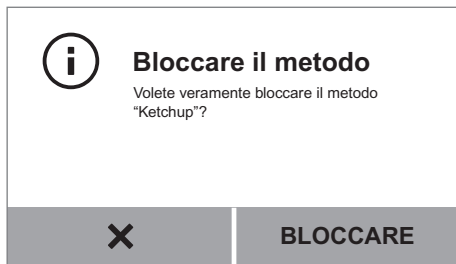 Bloccare il metodo
Volete veramente bloccare il metodo
“Ketchup”?
BLOCCARE